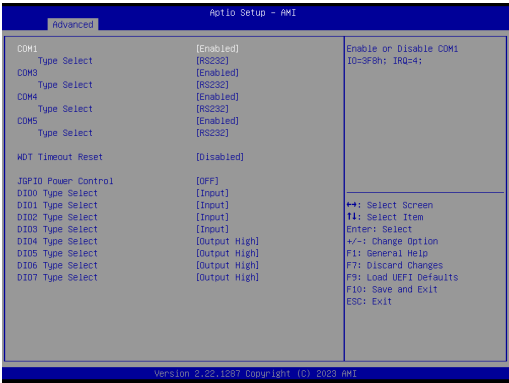 Aptio Setup - AMI
Advanced
COM1 [Enabled]
Type Select [RS232]
COM3 [Enabled]
Type Select [RS232]
COM4 [Enabled]
Type Select [RS232]
COM5 [Enabled]
Type Select [RS232]
WDT Timeout Reset [Disabled]
JGPIO Power Control [OFF]
DIO0 Type Select [Input]
DIO1 Type Select [Input]
DIO2 Type Select [Input]
DIO3 Type Select [Input]
DIO4 Type Select [Output High]
DIO5 Type Select [Output High]
DIO6 Type Select [Output High]
DIO7 Type Select [Output High]
Enable or Disable COM1
IO=3F8h; IRQ=4;
↔: Select Screen
↑↓: Select Item
Enter: Select
+/-: Change Option
F1: General Help
F7: Discard Changes
F9: Load UEFI Defaults
F10: Save and Exit
ESC: Exit
Version 2.22.1287 Copyright (C) 2023 AMI